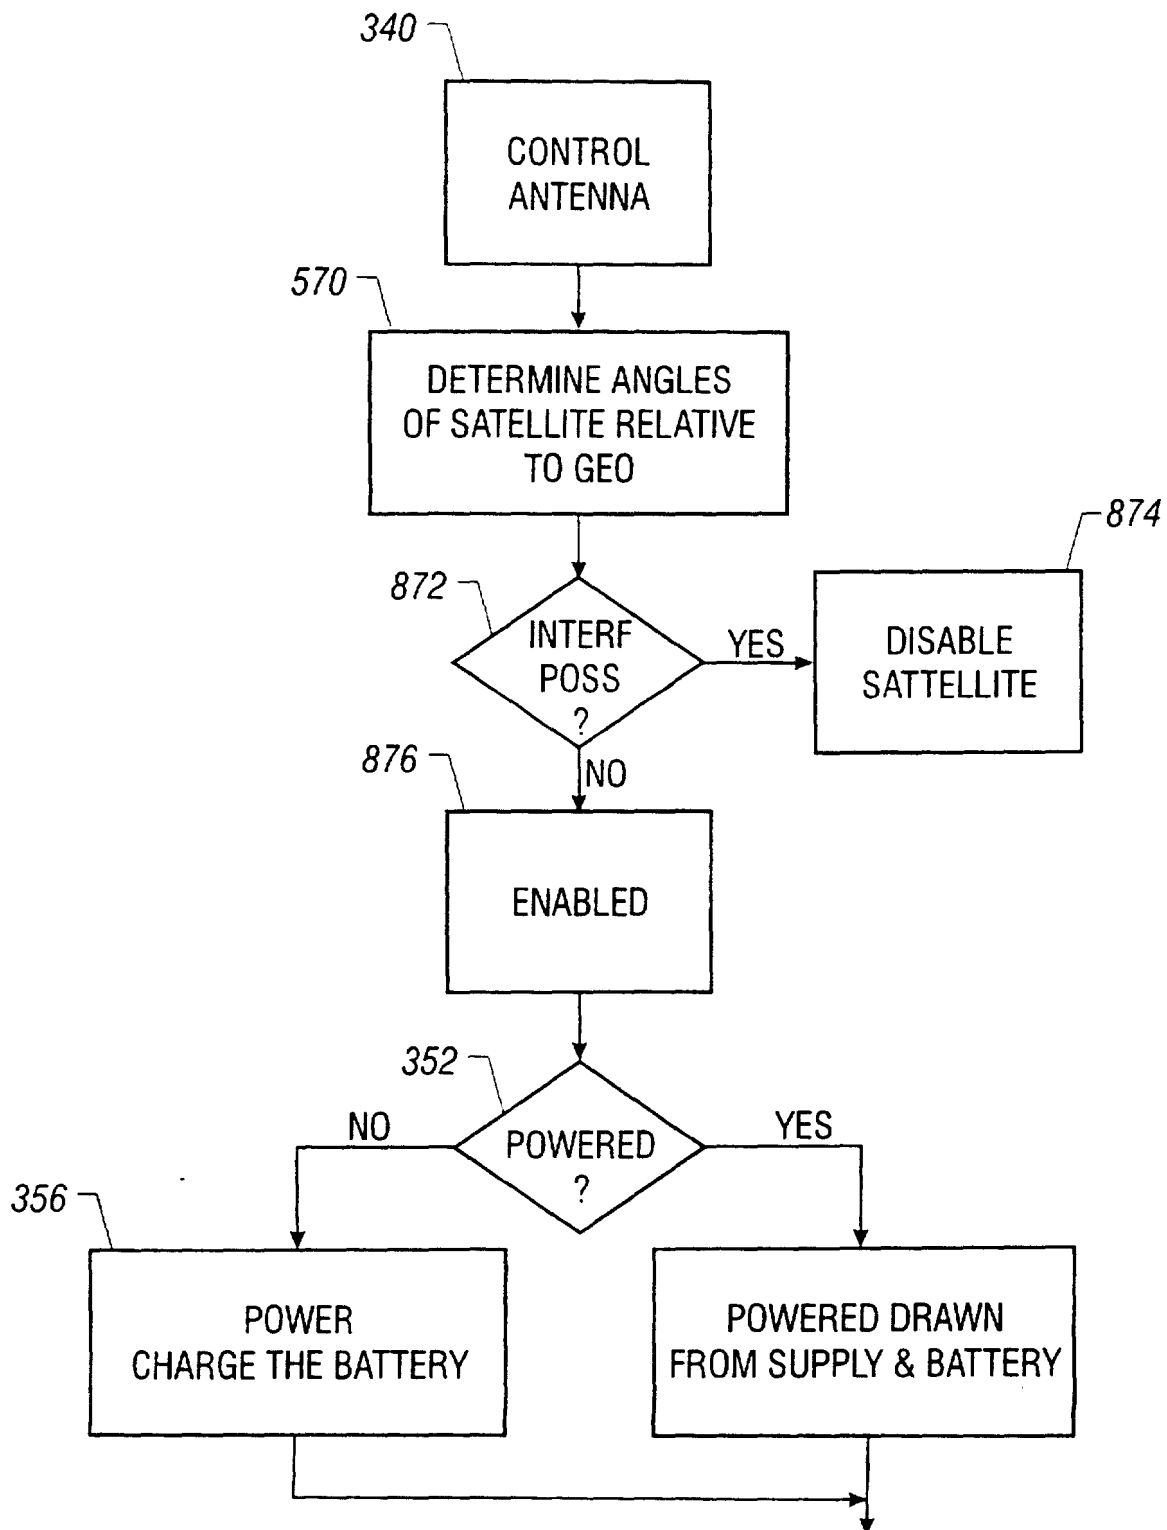 340
CONTROL
ANTENNA
570
DETERMINE ANGLES
OF SATELLITE RELATIVE
TO GEO
872
INTERF
POSS
?
YES
874
DISABLE
SATTELLITE
NO
876
ENABLED
352
POWERED
?
NO
YES
356
POWER
CHARGE THE BATTERY
POWERED DRAWN
FROM SUPPLY & BATTERY